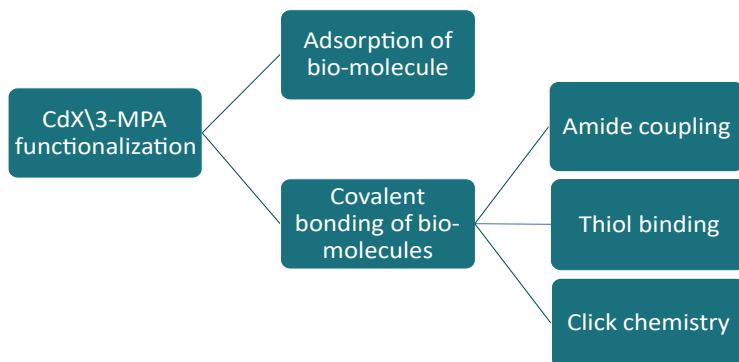 Adsorption of
bio-molecule
CdX\3-MPA
functionalization
Covalent
bonding of bio-
molecules
Amide coupling
Thiol binding
Click chemistry